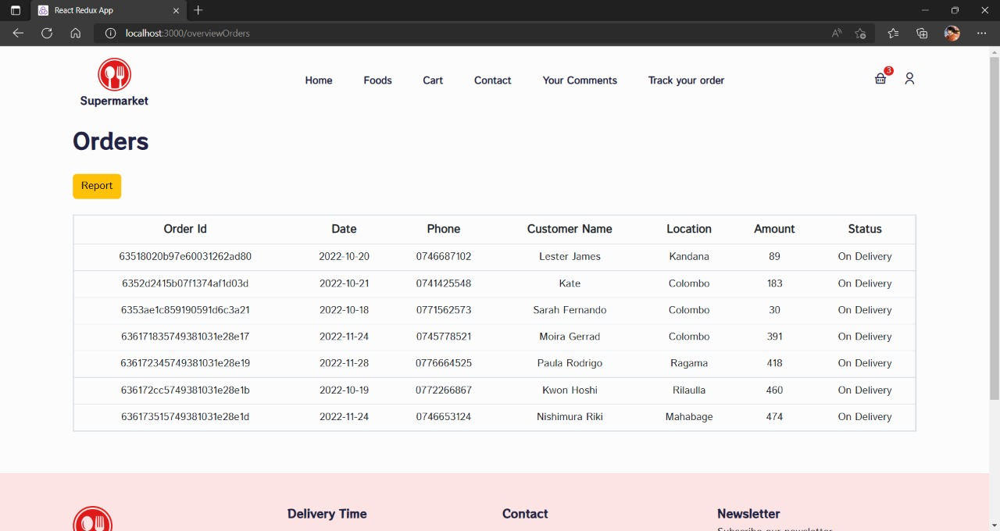 React Redux App
localhost:3000/overviewOrders
3
Supermarket
Home Foods Cart Contact Your Comments Track your order
Orders
Report
Order Id Date Phone Customer Name Location Amount Status
63518020b97e60031262ad80 2022-10-20 0746687102 Lester James Kandana 89 On Delivery
6352d2415b07f1374af1d03d 2022-10-21 0741425548 Kate Colombo 183 On Delivery
6353ae1c859190591d6c3a21 2022-10-18 0771562573 Sarah Fernando Colombo 30 On Delivery
636171835749381031e28e17 2022-11-24 0745778521 Moira Gerrad Colombo 391 On Delivery
636172345749381031e28e19 2022-11-28 0776664525 Paula Rodrigo Ragama 418 On Delivery
636172cc5749381031e28e1b 2022-10-19 0772266867 Kwon Hoshi Rilaulla 460 On Delivery
636173515749381031e28e1d 2022-11-24 0746653124 Nishimura Riki Mahabage 474 On Delivery
Delivery Time Contact Newsletter
Subscribe our newsletter